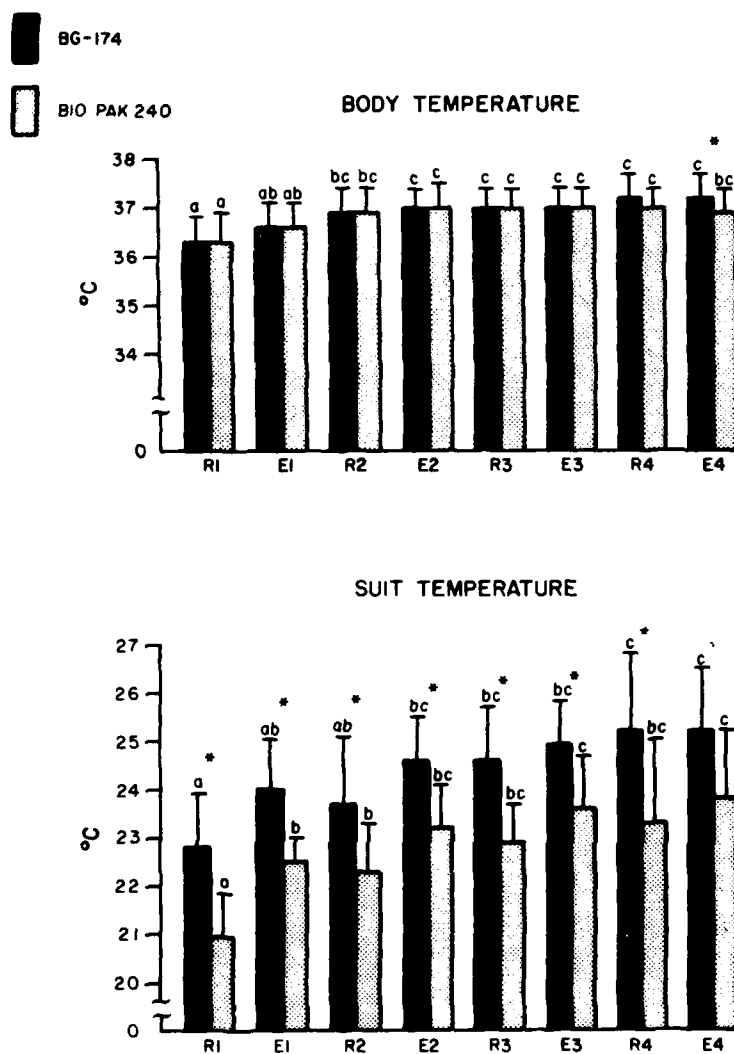 BG-174
BIO PAK 240
BODY TEMPERATURE
38
37
36
35
34
0
°C
a a ab ab bc bc c c c c c c c c c * bc
R1 E1 R2 E2 R3 E3 R4 E4
SUIT TEMPERATURE
27
26
25
24
23
22
21
20
0
°C
a * a ab * b ab * b bc * bc bc * bc bc * c c * bc c c
R1 E1 R2 E2 R3 E3 R4 E4